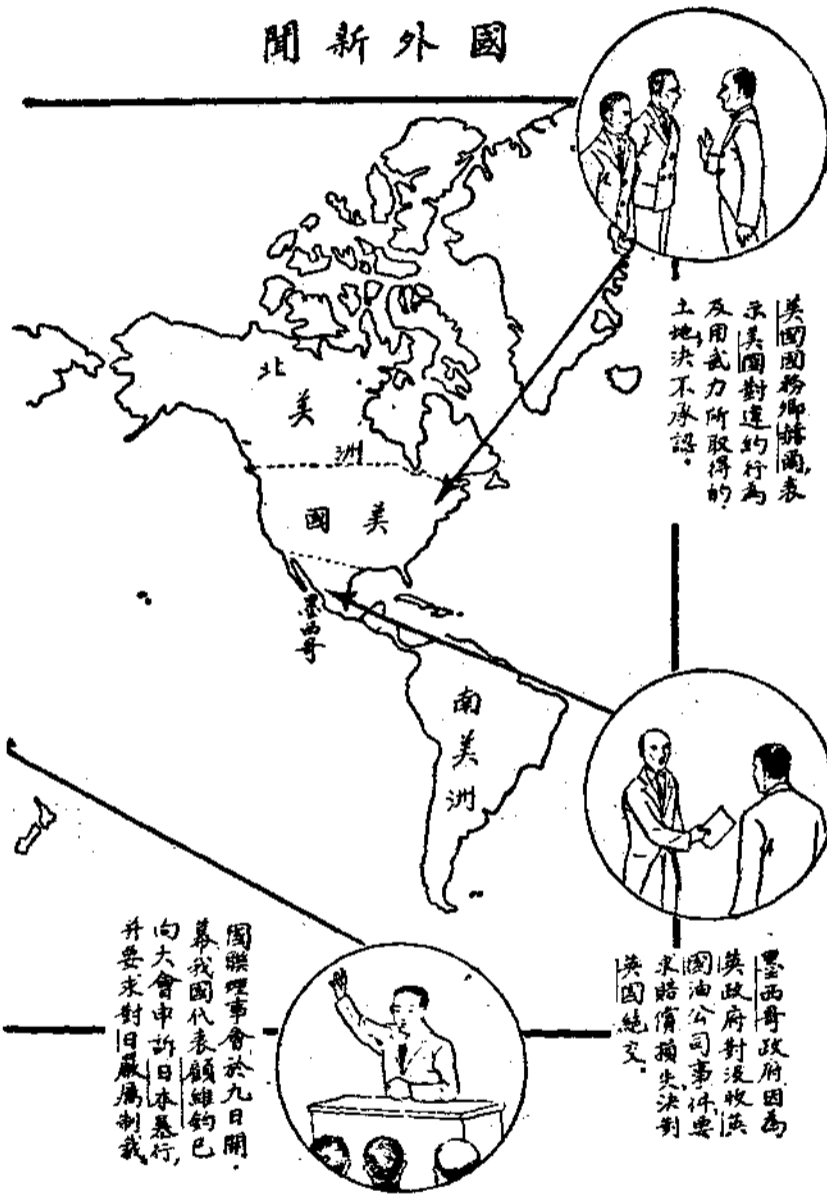 國外新聞
美國國務卿赫爾,表
示美國對違約行為
及用武力所取得的
土地決不承認。
北美洲
美國
墨西哥
南美洲
墨西哥政府因為
英政府對沒收英
國油公司事件,要
求賠償損失,決對
英國絕交。
國聯理事會於九日開
幕我國代表顧維鈞已
向大會申訴日本暴行,
并要求對日嚴厲制裁。